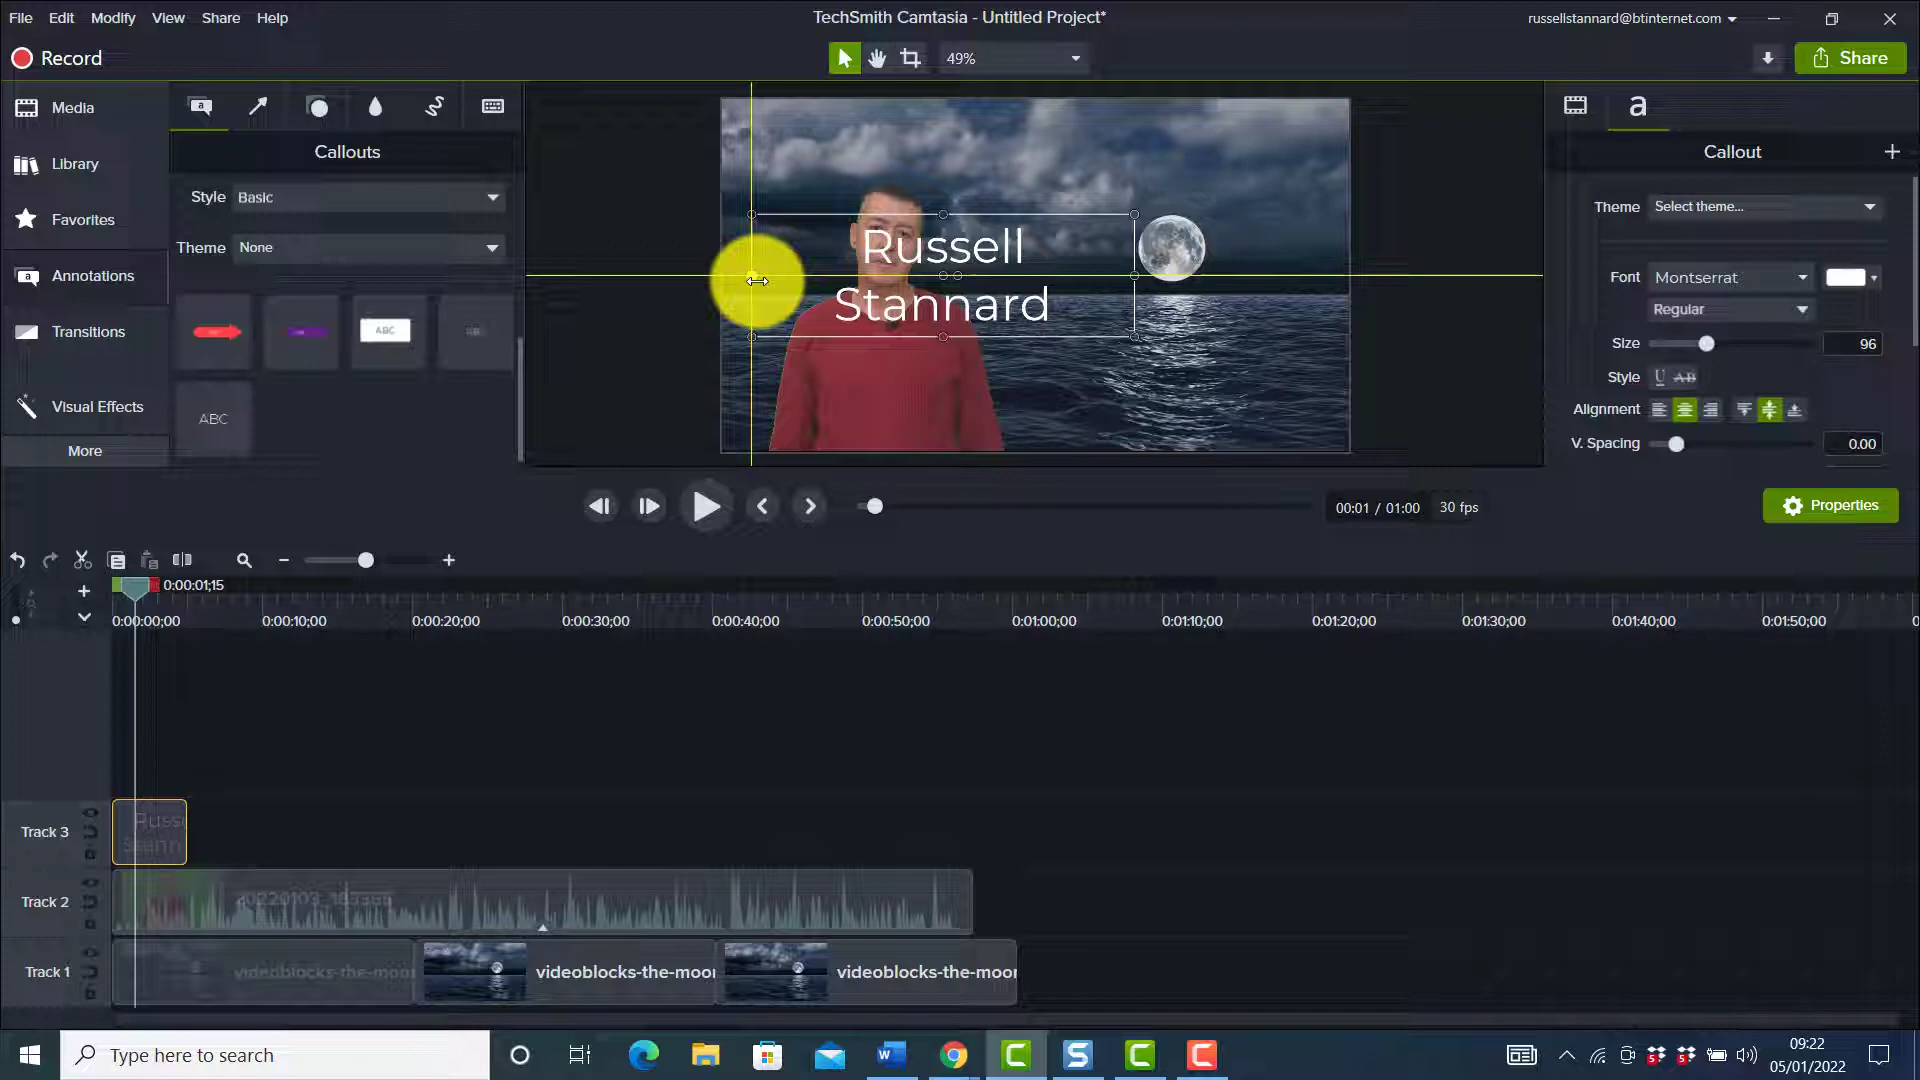 File Edit Modify View Share Help
TechSmith Camtasia - Untitled Project*
russellstannard@btinternet.com
Record
49%
Share
Media
Library
Favorites
Annotations
Transitions
Visual Effects
More
a
Callouts
Style Basic
Theme None
ABC
ABC
Russell
Stannard
a
Callout
Theme Select theme...
Font Montserrat
Regular
Size 96
Style U AB
Alignment
V. Spacing 0.00
00:01 / 01:00 30 fps
Properties
0:00:01;15
0:00:00;00 0:00:10;00 0:00:20;00 0:00:30;00 0:00:40;00 0:00:50;00 0:01:00;00 0:01:10;00 0:01:20;00 0:01:30;00 0:01:40;00 0:01:50;00
Track 3
Track 2
Track 1 videoblocks-the-moo videoblocks-the-moo videoblocks-the-moo
Type here to search
09:22
05/01/2022